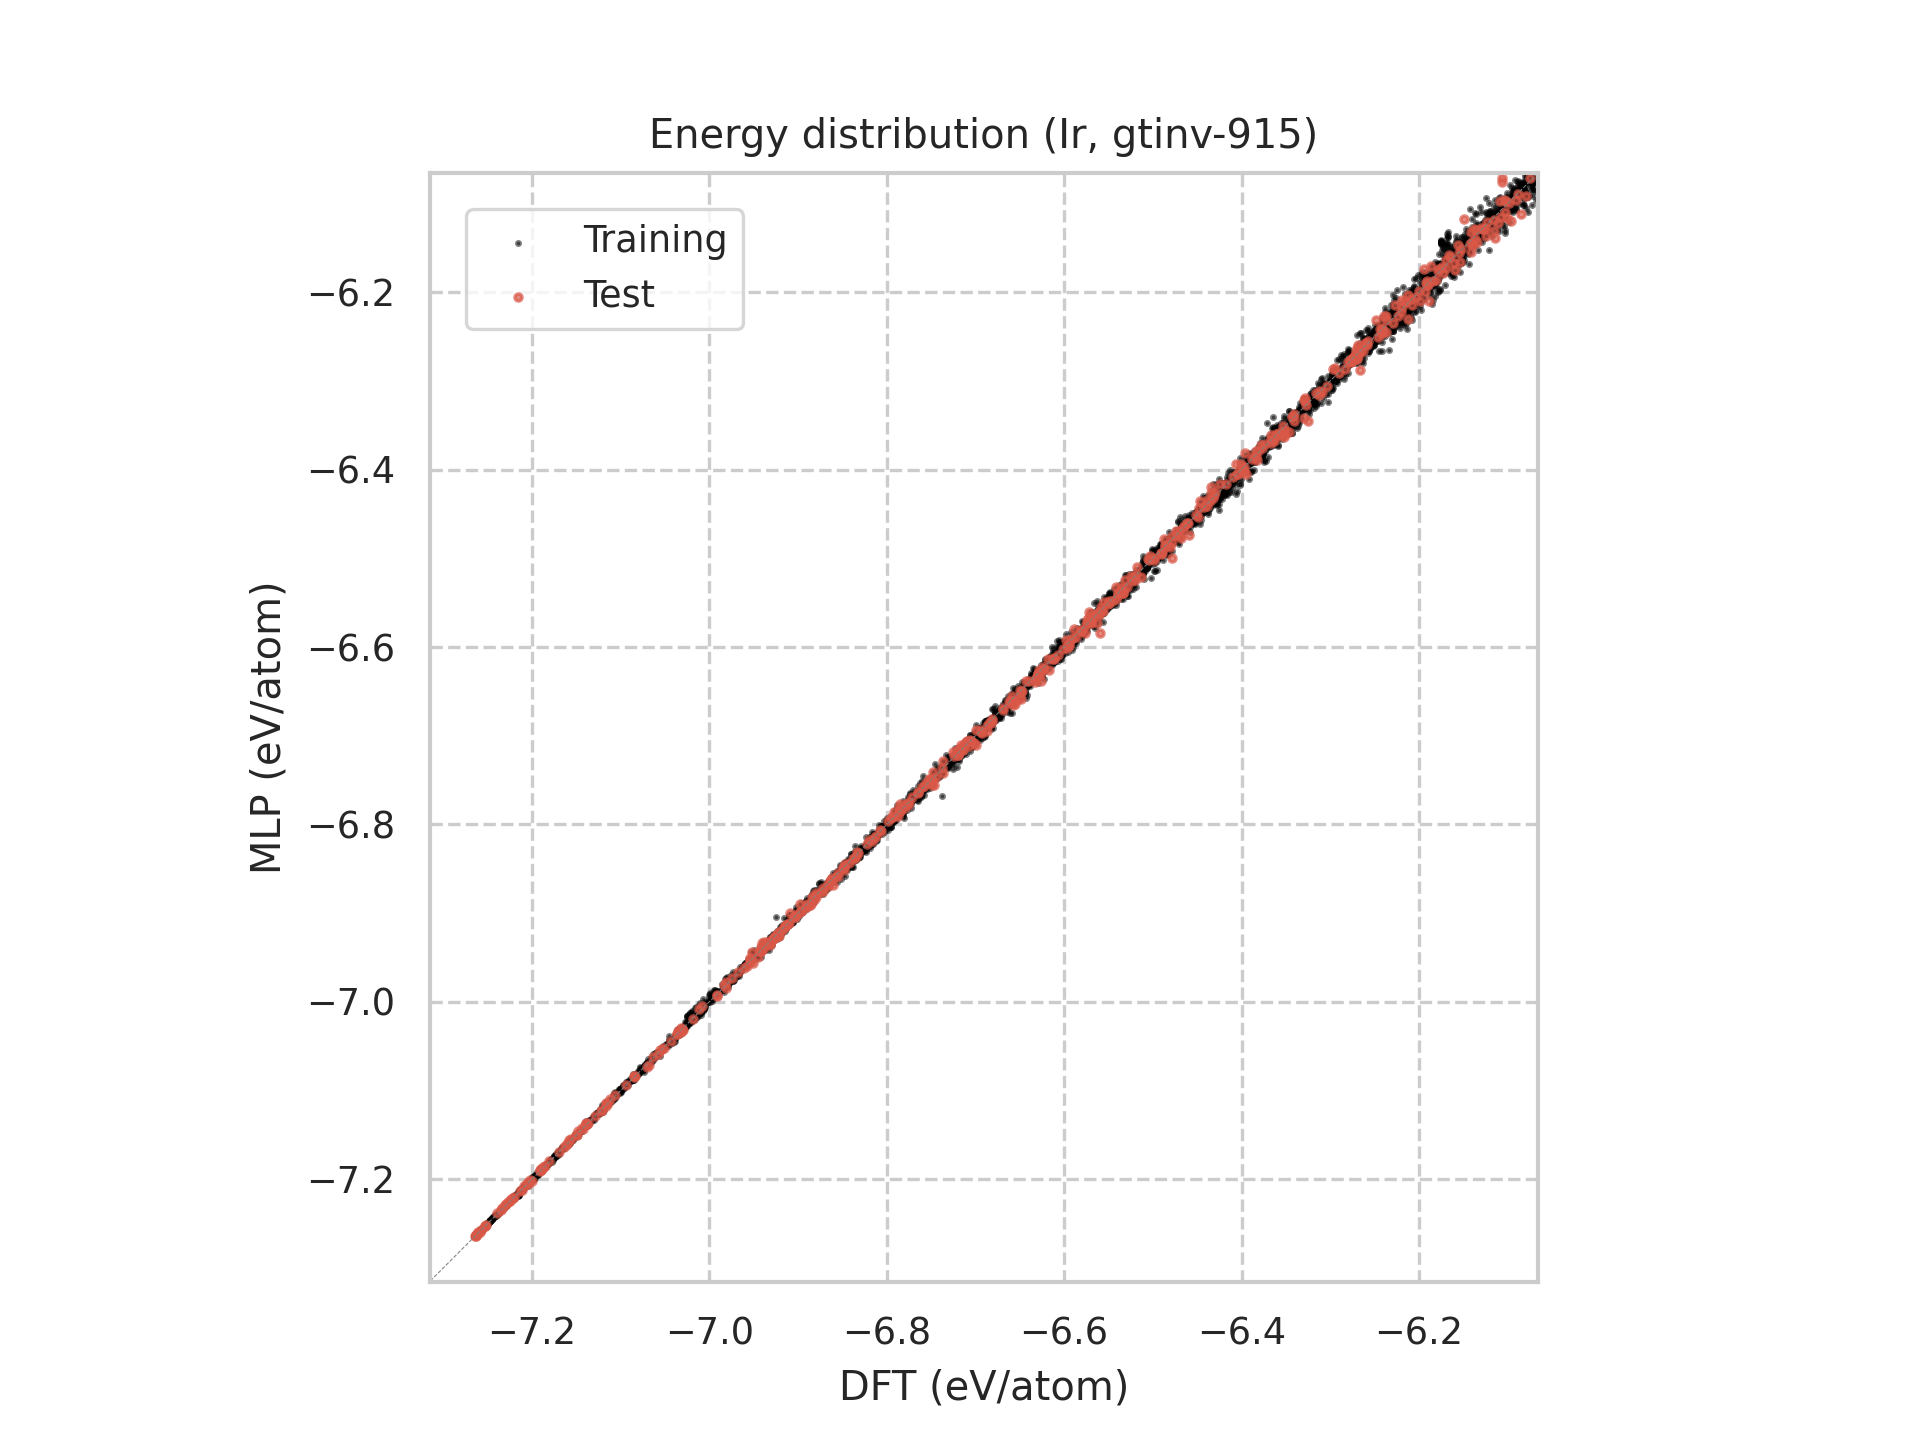 Energy distribution (Ir, gtinv-915)
Training
Test
−6.2
−6.4
−6.6
−6.8
−7.0
−7.2
MLP (eV/atom)
−7.2 −7.0 −6.8 −6.6 −6.4 −6.2
DFT (eV/atom)